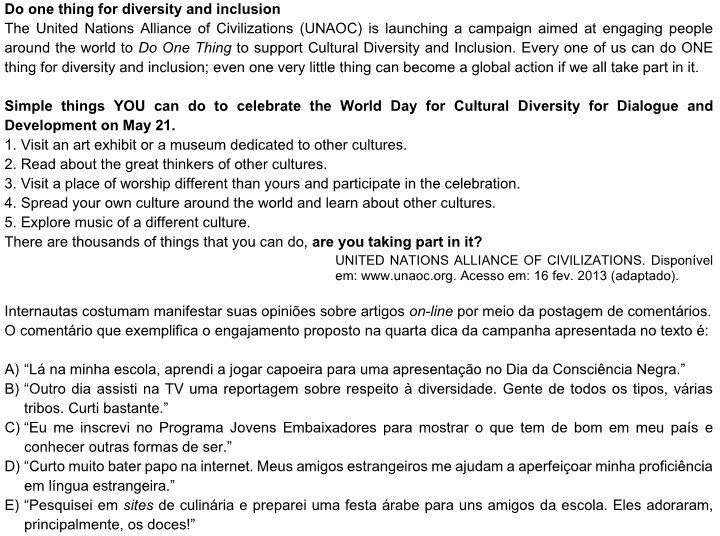 Do one thing for diversity and inclusion
The United Nations Alliance of Civilizations (UNAOC) is launching a campaign aimed at engaging people
around the world to Do One Thing to support Cultural Diversity and Inclusion. Every one of us can do ONE
thing for diversity and inclusion; even one very little thing can become a global action if we all take part in it.
Simple things YOU can do to celebrate the World Day for Cultural Diversity for Dialogue and
Development on May 21.
1. Visit an art exhibit or a museum dedicated to other cultures.
2. Read about the great thinkers of other cultures.
3. Visit a place of worship different than yours and participate in the celebration.
4. Spread your own culture around the world and learn about other cultures.
5. Explore music of a different culture.
There are thousands of things that you can do, are you taking part in it?
UNITED NATIONS ALLIANCE OF CIVILIZATIONS. Disponível
em: www.unaoc.org. Acesso em: 16 fev. 2013 (adaptado).
Internautas costumam manifestar suas opiniões sobre artigos on-line por meio da postagem de comentários.
O comentário que exemplifica o engajamento proposto na quarta dica da campanha apresentada no texto é:
A) “Lá na minha escola, aprendi a jogar capoeira para uma apresentação no Dia da Consciência Negra.”
B) “Outro dia assisti na TV uma reportagem sobre respeito à diversidade. Gente de todos os tipos, várias
tribos. Curti bastante.”
C) “Eu me inscrevi no Programa Jovens Embaixadores para mostrar o que tem de bom em meu país e
conhecer outras formas de ser.”
D) “Curto muito bater papo na internet. Meus amigos estrangeiros me ajudam a aperfeiçoar minha proficiência
em língua estrangeira.”
E) “Pesquisei em sites de culinária e preparei uma festa árabe para uns amigos da escola. Eles adoraram,
principalmente, os doces!”